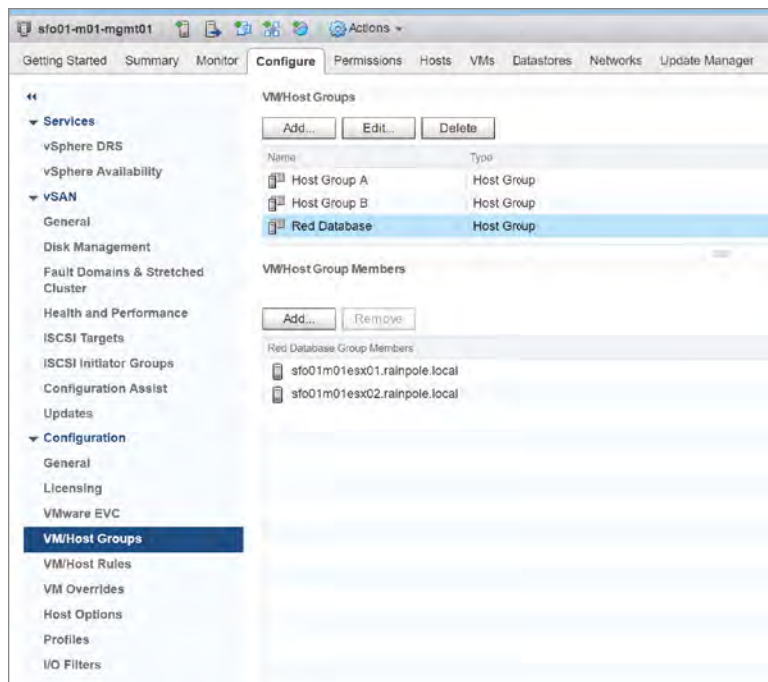 sfo01-m01-mgmt01 Actions
Getting Started Summary Monitor Configure Permissions Hosts VMs Datastores Networks Update Manager
Services
vSphere DRS
vSphere Availability
vSAN
General
Disk Management
Fault Domains & Stretched
Cluster
Health and Performance
iSCSI Targets
iSCSI Initiator Groups
Configuration Assist
Updates
Configuration
General
Licensing
VMware EVC
VM/Host Groups
VM/Host Rules
VM Overrides
Host Options
Profiles
I/O Filters
VM/Host Groups
Add... Edit... Delete
Name Type
Host Group A Host Group
Host Group B Host Group
Red Database Host Group
VM/Host Group Members
Add... Remove
Red Database Group Members
sfo01m01esx01.rainpole.local
sfo01m01esx02.rainpole.local